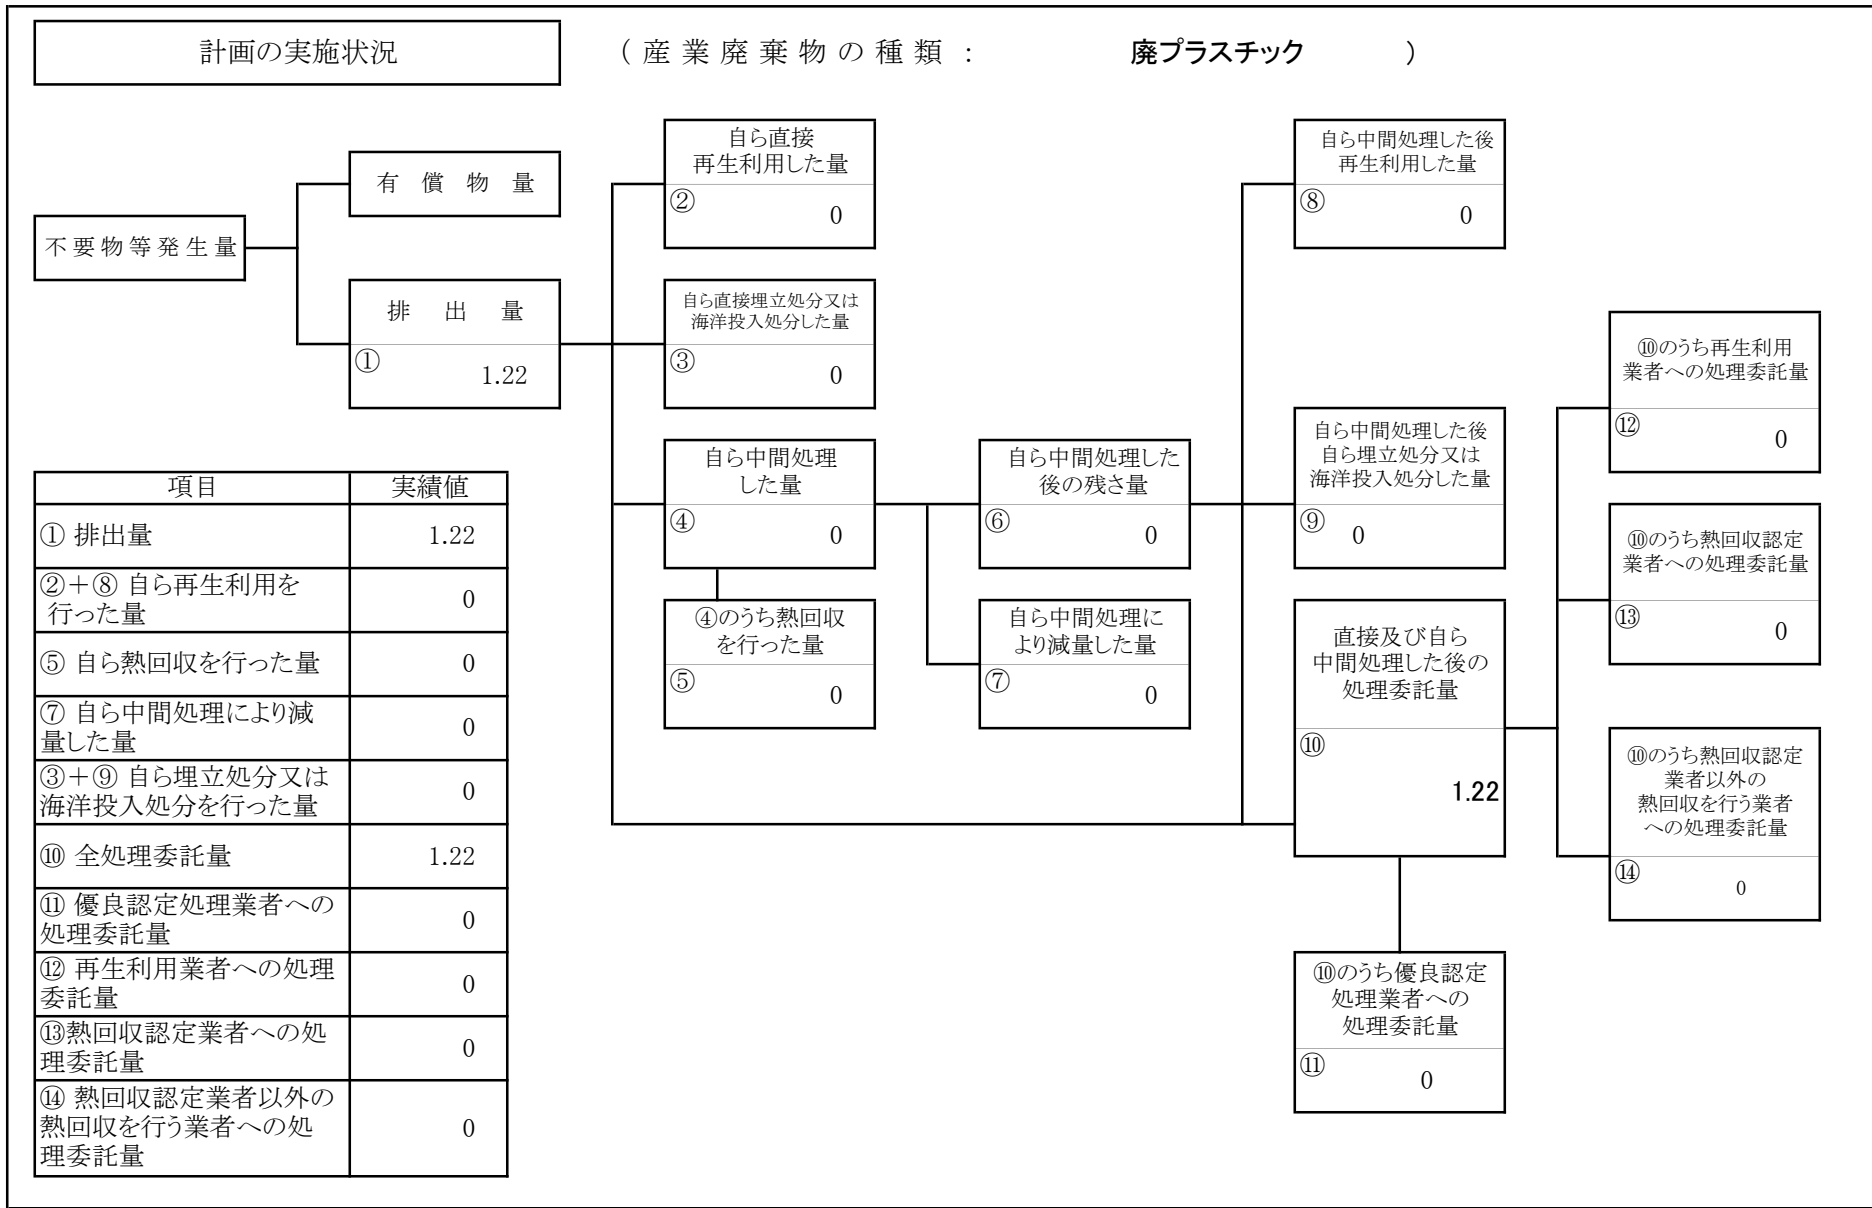 計画の実施状況
（産業廃棄物の種類： 廃プラスチック ）
不要物等発生量
有償物量
排出量
① 1.22
自ら直接
再生利用した量
② 0
自ら直接埋立処分又は
海洋投入処分した量
③ 0
自ら中間処理
した量
④ 0
④のうち熱回収
を行った量
⑤ 0
自ら中間処理した
後の残さ量
⑥ 0
自ら中間処理に
より減量した量
⑦ 0
自ら中間処理した後
再生利用した量
⑧ 0
自ら中間処理した後
自ら埋立処分又は
海洋投入処分した量
⑨ 0
直接及び自ら
中間処理した後の
処理委託量
⑩
1.22
⑩のうち優良認定
処理業者への
処理委託量
⑪ 0
⑩のうち再生利用
業者への処理委託量
⑫ 0
⑩のうち熱回収認定
業者への処理委託量
⑬ 0
⑩のうち熱回収認定
業者以外の
熱回収を行う業者
への処理委託量
⑭ 0
項目 実績値
① 排出量 1.22
②＋⑧ 自ら再生利用を
行った量 0
⑤ 自ら熱回収を行った量 0
⑦ 自ら中間処理により減
量した量 0
③＋⑨ 自ら埋立処分又は
海洋投入処分を行った量 0
⑩ 全処理委託量 1.22
⑪ 優良認定処理業者への
処理委託量 0
⑫ 再生利用業者への処理
委託量 0
⑬熱回収認定業者への処
理委託量 0
⑭ 熱回収認定業者以外の
熱回収を行う業者への処
理委託量 0